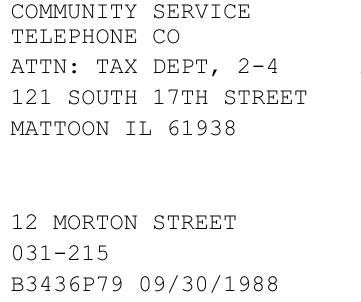 COMMUNITY SERVICE
TELEPHONE CO
ATTN: TAX DEPT, 2-4
121 SOUTH 17TH STREET
MATTOON IL 61938
12 MORTON STREET
031-215
B3436P79 09/30/1988